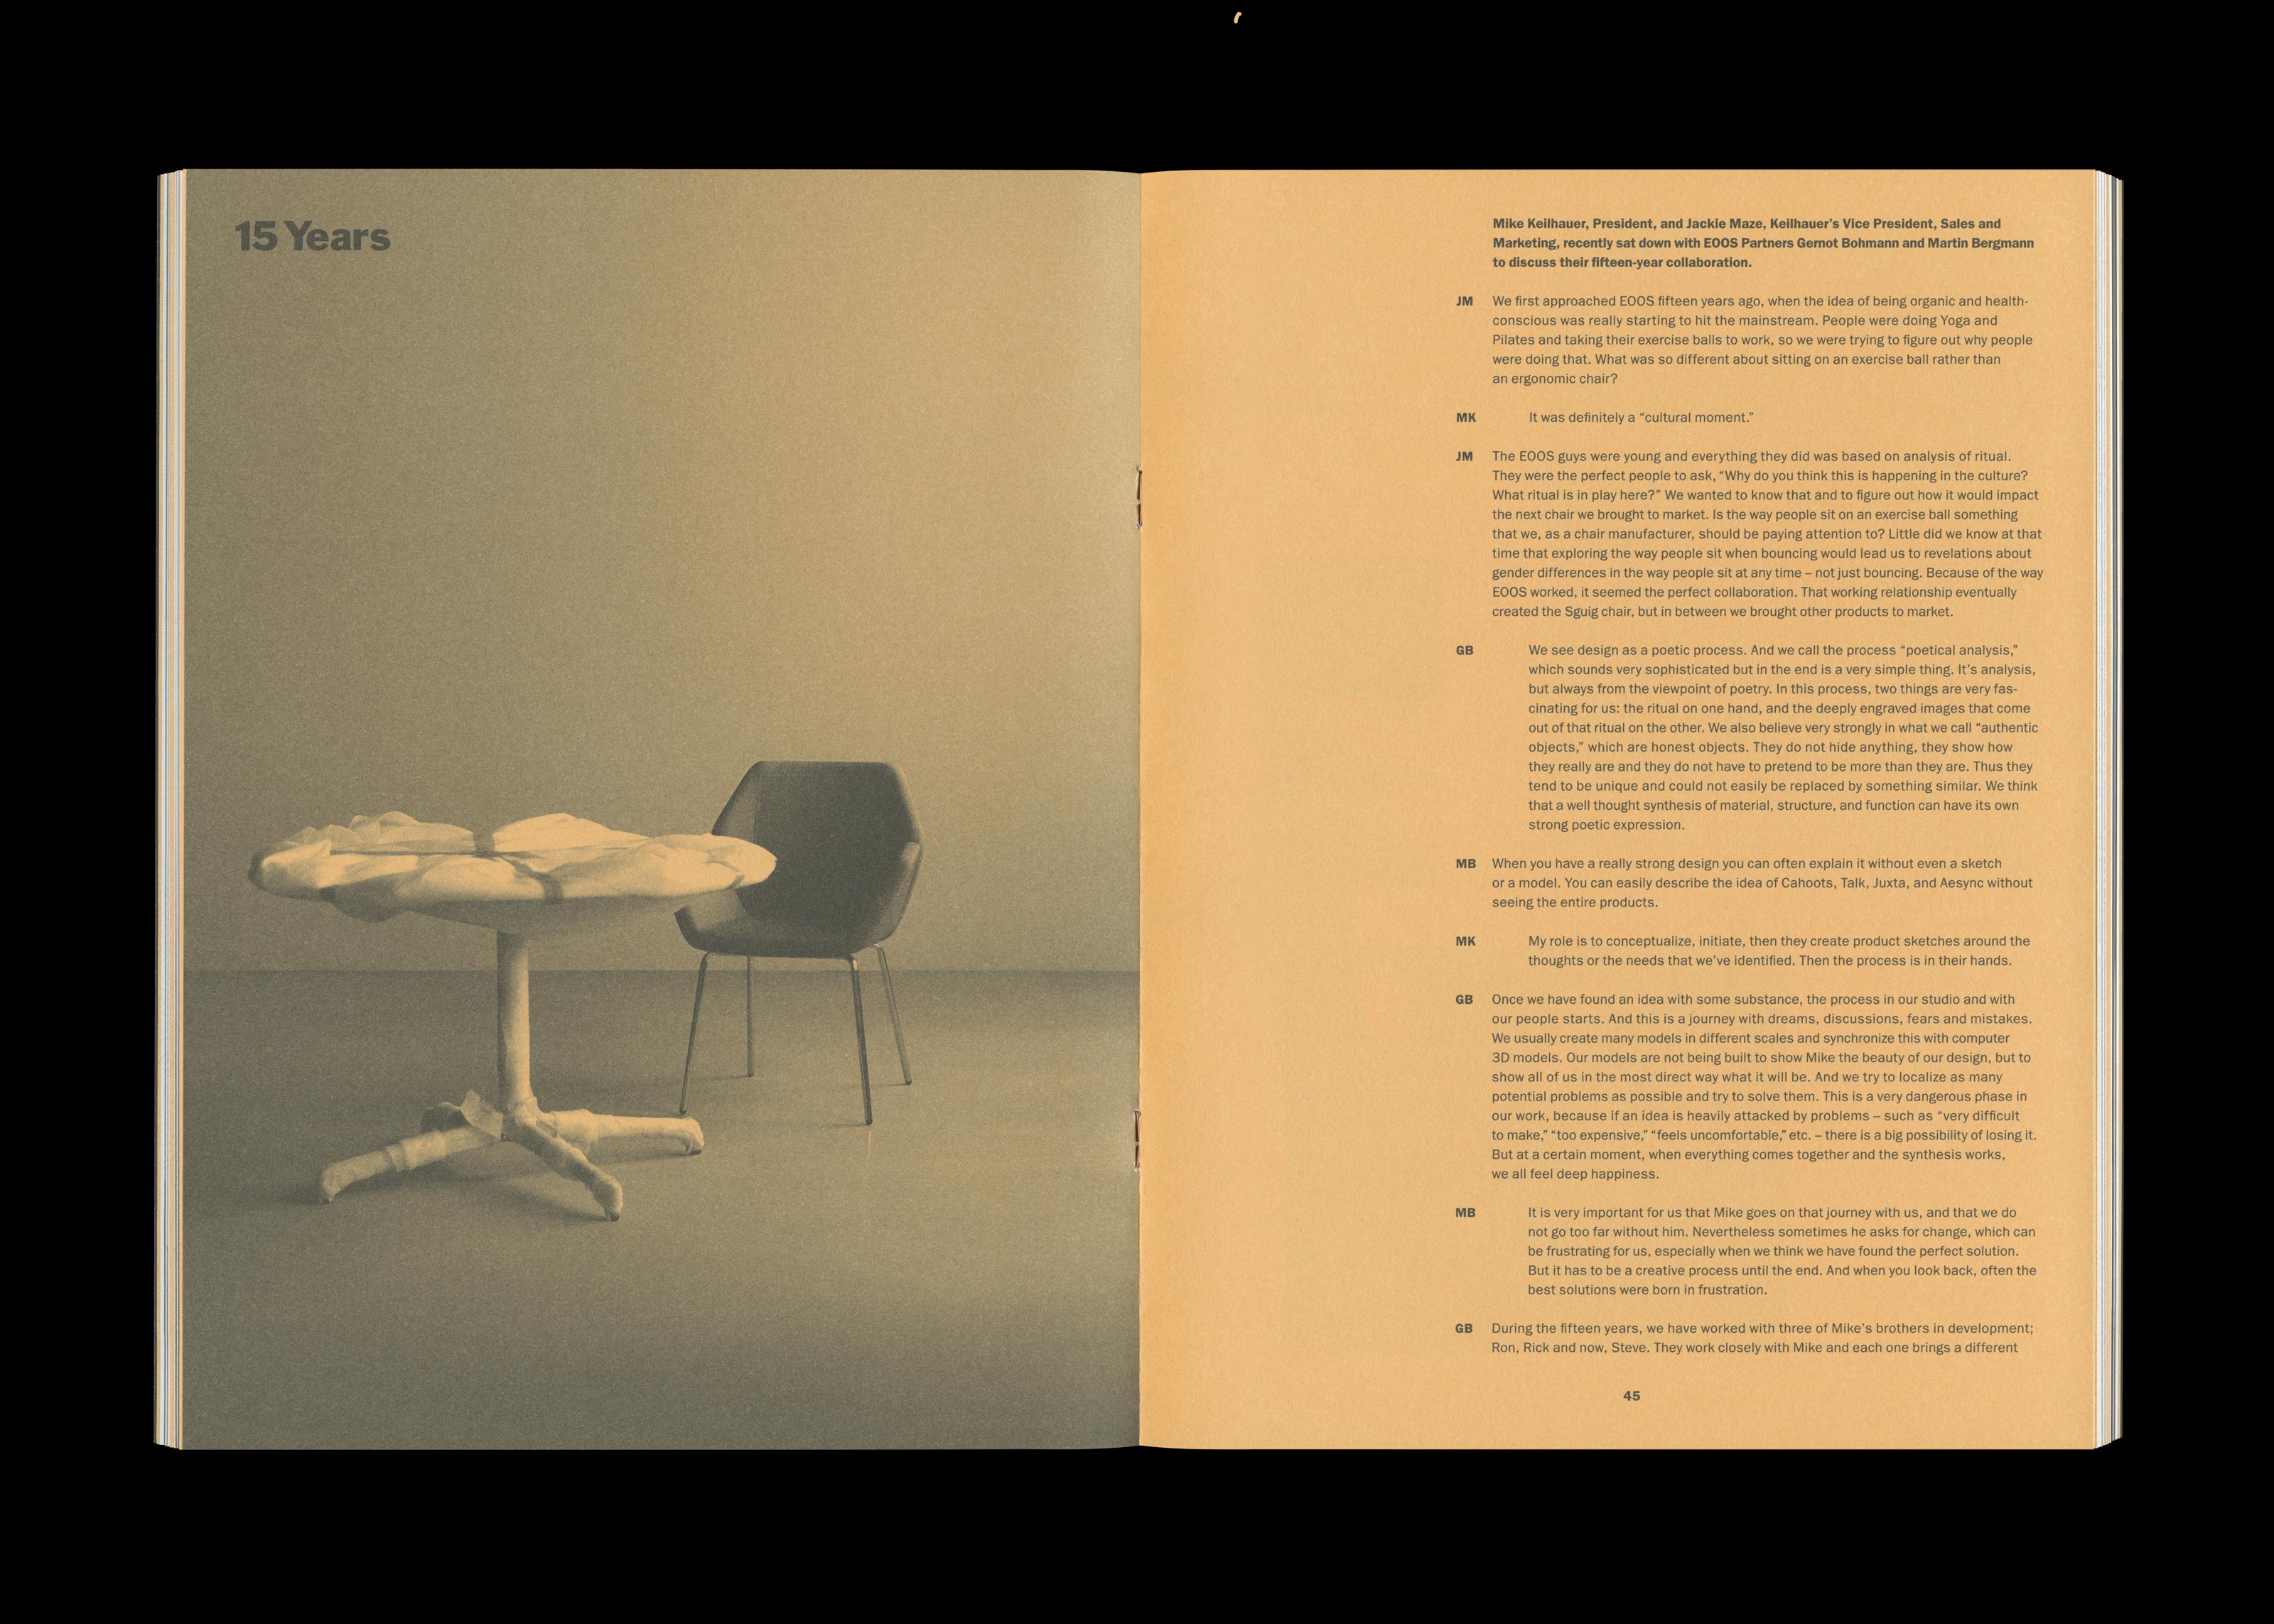 15 Years
Mike Keilhauer, President, and Jackie Maze, Keilhauer's Vice President, Sales and
Marketing, recently sat down with EOOS Partners Gernot Bohmann and Martin Bergmann
to discuss their fifteen-year collaboration.
JM We first approached EOOS fifteen years ago, when the idea of being organic and health-
conscious was really starting to hit the mainstream. People were doing Yoga and
Pilates and taking their exercise balls to work, so we were trying to figure out why people
were doing that. What was so different about sitting on an exercise ball rather than
an ergonomic chair?
MK It was definitely a “cultural moment.”
JM The EOOS guys were young and everything they did was based on analysis of ritual.
They were the perfect people to ask, “Why do you think this is happening in the culture?
What ritual is in play here?” We wanted to know that and to figure out how it would impact
the next chair we brought to market. Is the way people sit on an exercise ball something
that we, as a chair manufacturer, should be paying attention to? Little did we know at that
time that exploring the way people sit when bouncing would lead us to revelations about
gender differences in the way people sit at any time – not just bouncing. Because of the way
EOOS worked, it seemed the perfect collaboration. That working relationship eventually
created the Sguig chair, but in between we brought other products to market.
GB We see design as a poetic process. And we call the process “poetical analysis,”
which sounds very sophisticated but in the end is a very simple thing. It's analysis,
but always from the viewpoint of poetry. In this process, two things are very fas-
cinating for us: the ritual on one hand, and the deeply engraved images that come
out of that ritual on the other. We also believe very strongly in what we call “authentic
objects,” which are honest objects. They do not hide anything, they show how
they really are and they do not have to pretend to be more than they are. Thus they
tend to be unique and could not easily be replaced by something similar. We think
that a well thought synthesis of material, structure, and function can have its own
strong poetic expression.
MB When you have a really strong design you can often explain it without even a sketch
or a model. You can easily describe the idea of Cahoots, Talk, Juxta, and Aesync without
seeing the entire products.
MK My role is to conceptualize, initiate, then they create product sketches around the
thoughts or the needs that we've identified. Then the process is in their hands.
GB Once we have found an idea with some substance, the process in our studio and with
our people starts. And this is a journey with dreams, discussions, fears and mistakes.
We usually create many models in different scales and synchronize this with computer
3D models. Our models are not being built to show Mike the beauty of our design, but to
show all of us in the most direct way what it will be. And we try to localize as many
potential problems as possible and try to solve them. This is a very dangerous phase in
our work, because if an idea is heavily attacked by problems – such as “very difficult
to make,” “too expensive,” “feels uncomfortable,” etc. – there is a big possibility of losing it.
But at a certain moment, when everything comes together and the synthesis works,
we all feel deep happiness.
MB It is very important for us that Mike goes on that journey with us, and that we do
not go too far without him. Nevertheless sometimes he asks for change, which can
be frustrating for us, especially when we think we have found the perfect solution.
But it has to be a creative process until the end. And when you look back, often the
best solutions were born in frustration.
GB During the fifteen years, we have worked with three of Mike's brothers in development;
Ron, Rick and now, Steve. They work closely with Mike and each one brings a different
45